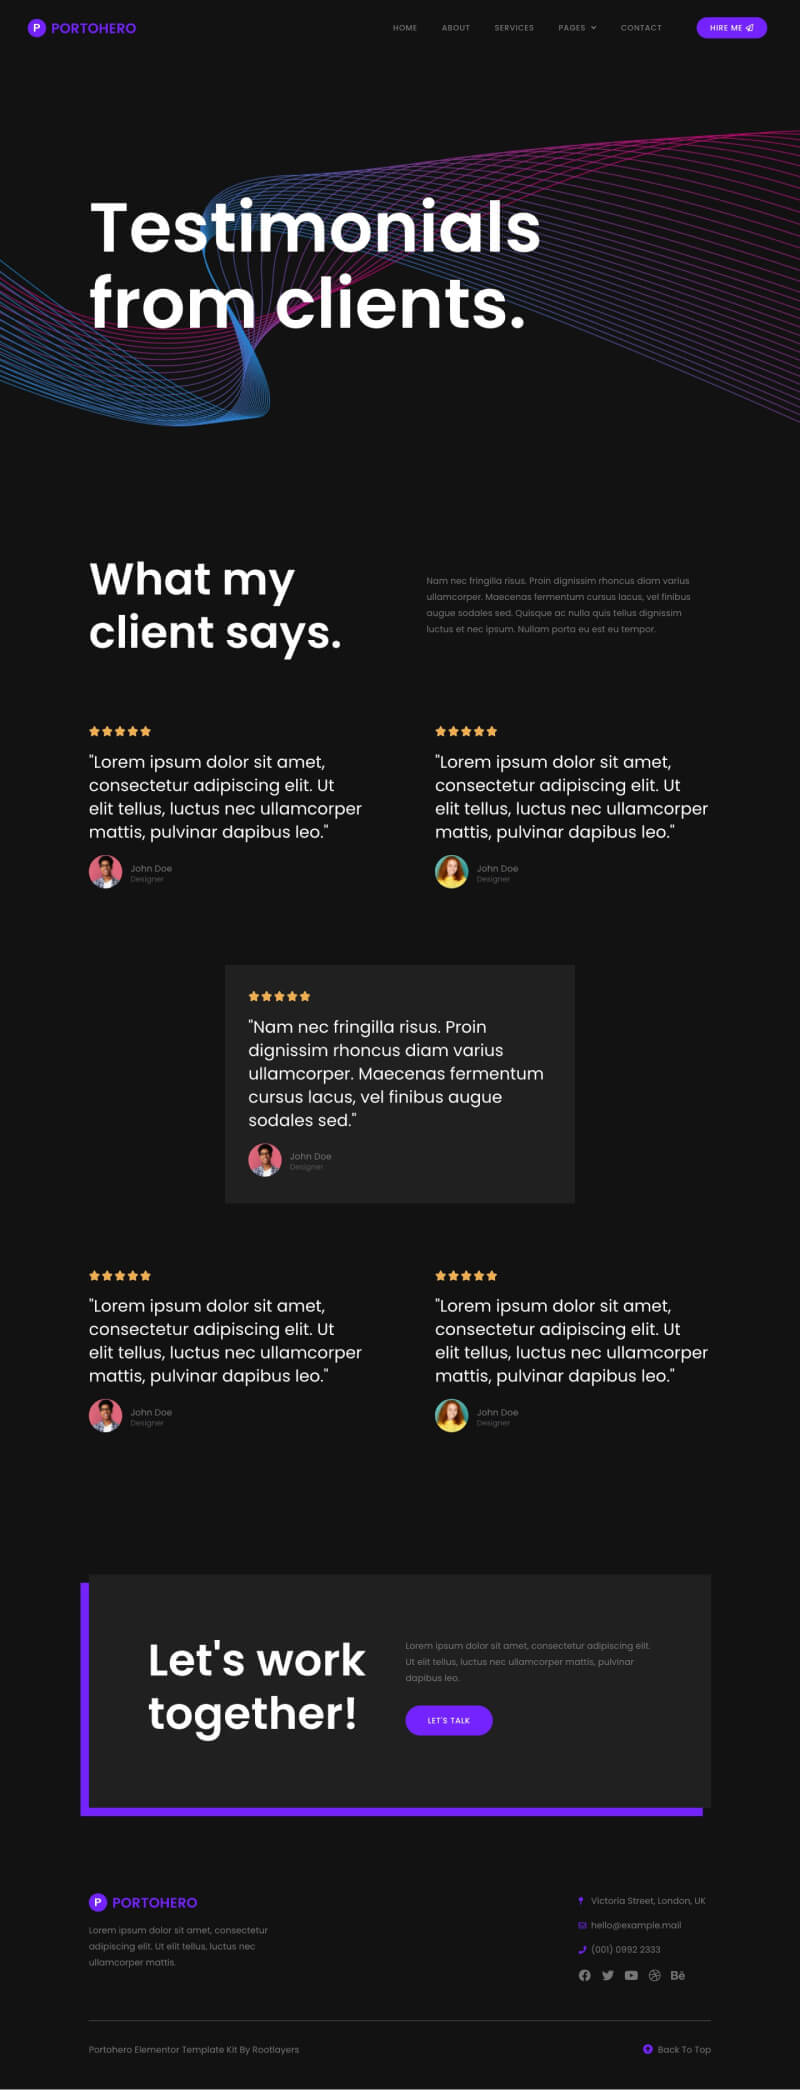 P PORTOHERO
HOME ABOUT SERVICES PAGES CONTACT HIRE ME
Testimonials
from clients.
What my
client says.
Nam nec fringilla risus. Proin dignissim rhoncus diam varius
ullamcorper. Maecenas fermentum cursus lacus, vel finibus
augue sodales sed. Quisque ac nulla quis tellus dignissim
luctus et nec ipsum. Nullam porta eu est eu tempor.
"Lorem ipsum dolor sit amet,
consectetur adipiscing elit. Ut
elit tellus, luctus nec ullamcorper
mattis, pulvinar dapibus leo."
John Doe
Designer
"Lorem ipsum dolor sit amet,
consectetur adipiscing elit. Ut
elit tellus, luctus nec ullamcorper
mattis, pulvinar dapibus leo."
John Doe
Designer
"Nam nec fringilla risus. Proin
dignissim rhoncus diam varius
ullamcorper. Maecenas fermentum
cursus lacus, vel finibus augue
sodales sed."
John Doe
Designer
"Lorem ipsum dolor sit amet,
consectetur adipiscing elit. Ut
elit tellus, luctus nec ullamcorper
mattis, pulvinar dapibus leo."
John Doe
Designer
"Lorem ipsum dolor sit amet,
consectetur adipiscing elit. Ut
elit tellus, luctus nec ullamcorper
mattis, pulvinar dapibus leo."
John Doe
Designer
Let's work
together!
Lorem ipsum dolor sit amet, consectetur adipiscing elit.
Ut elit tellus, luctus nec ullamcorper mattis, pulvinar
dapibus leo.
LET'S TALK
P PORTOHERO
Lorem ipsum dolor sit amet, consectetur
adipiscing elit. Ut elit tellus, luctus nec
ullamcorper mattis.
Victoria Street, London, UK
hello@example.mail
(001) 0992 2333
Bē
Portohero Elementor Template Kit By Rootlayers
Back To Top